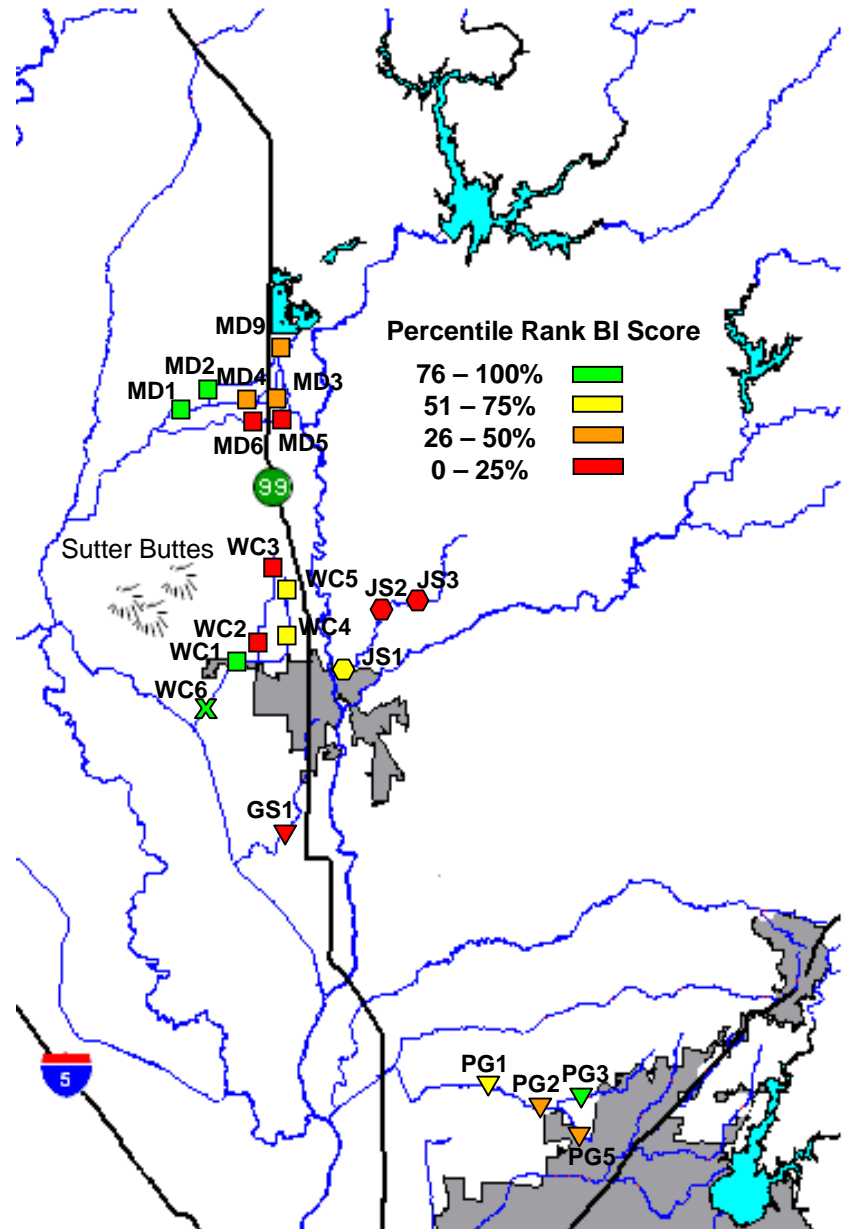 MD9
Percentile Rank BI Score
MD2
76 – 100%
MD4
MD3
MD1
51 – 75%
26 – 50%
MD6
MD5
0 – 25%
99
Sutter Buttes
WC3
WC5
JS2
JS3
WC2
WC4
WC1
JS1
WC6
X
GS1
5
PG1
PG2
PG3
PG5